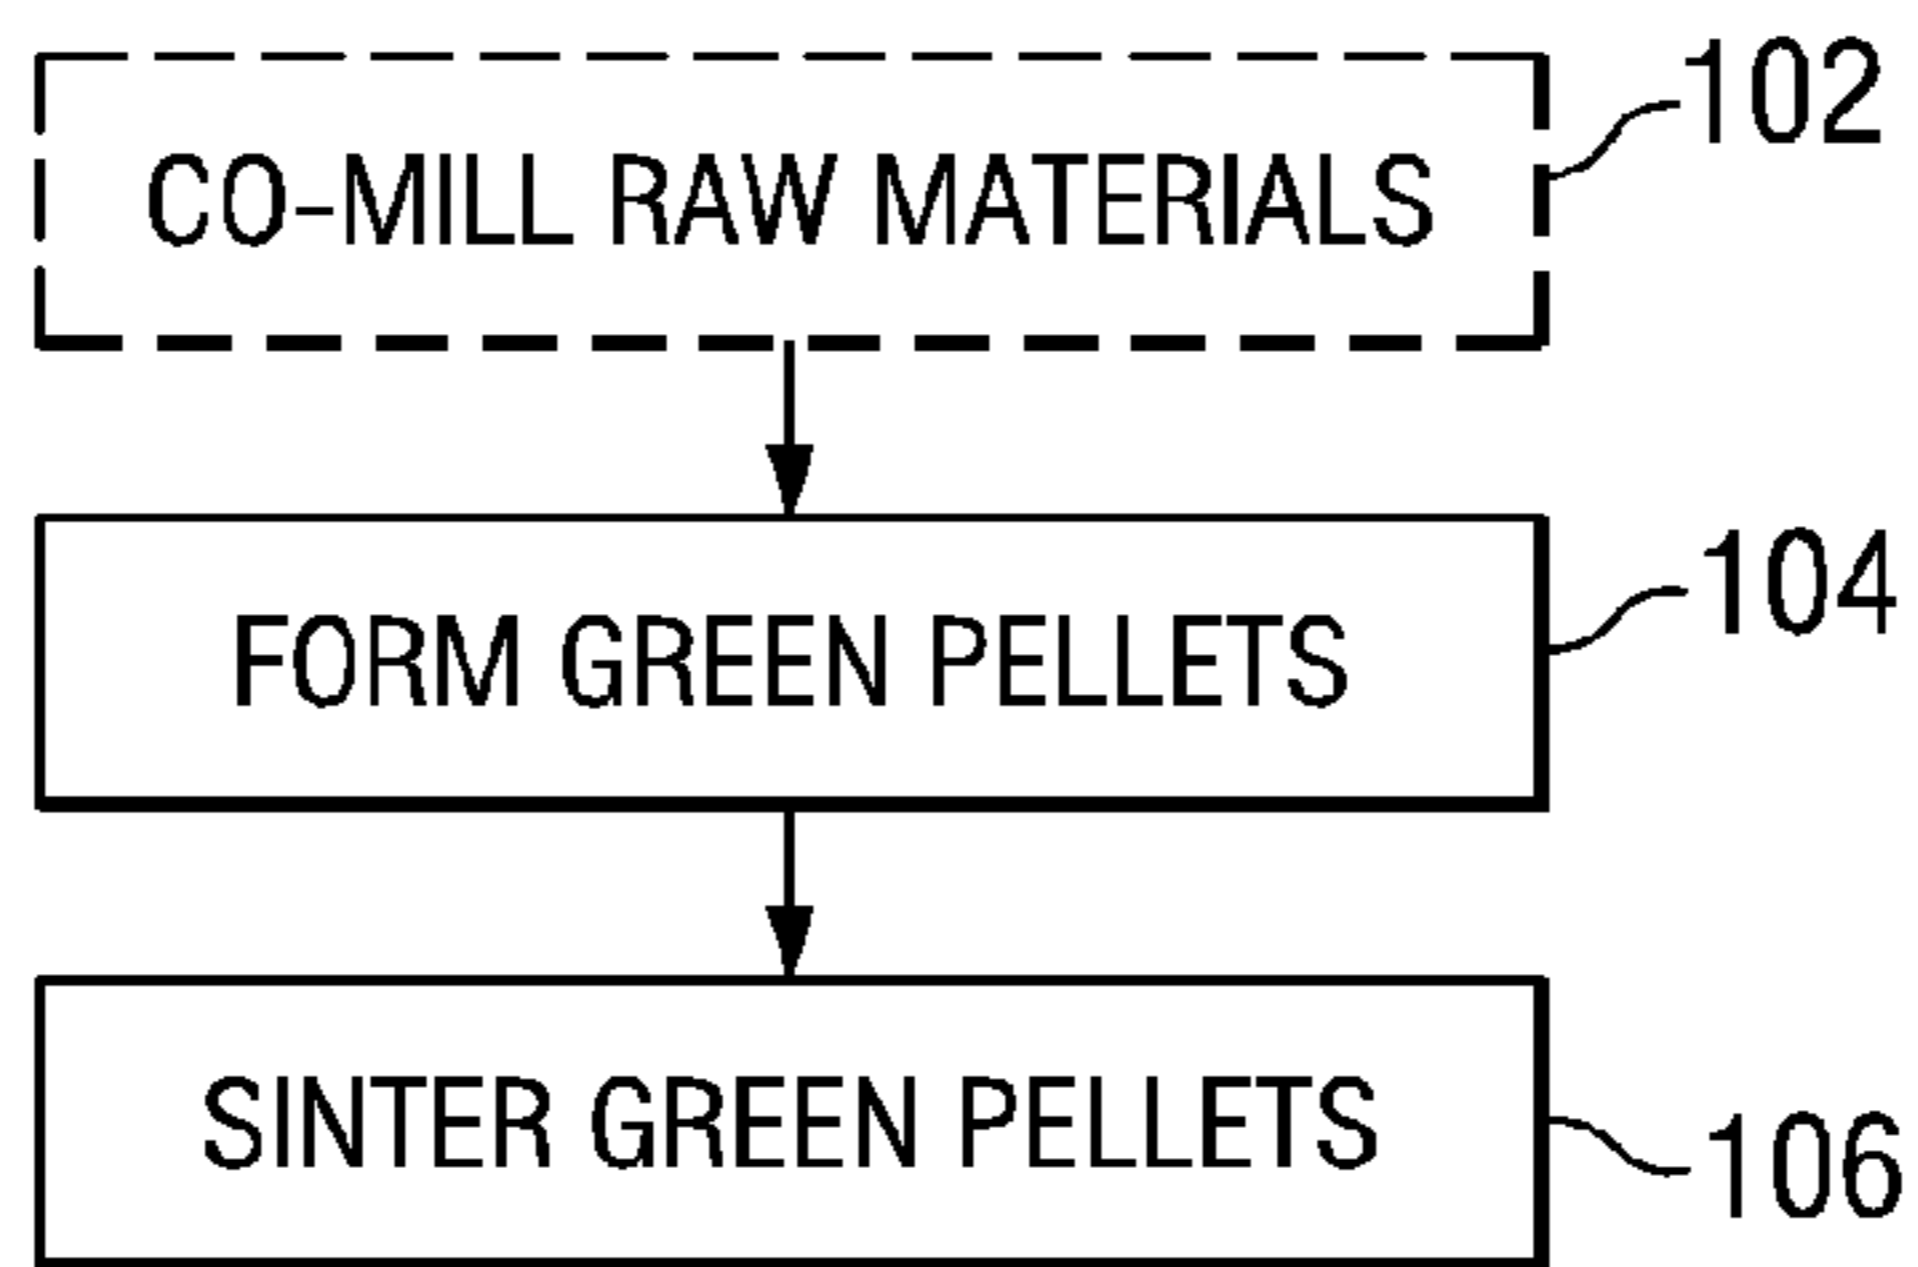 CO-MILL RAW MATERIALS
102
FORM GREEN PELLETS
104
SINTER GREEN PELLETS
106